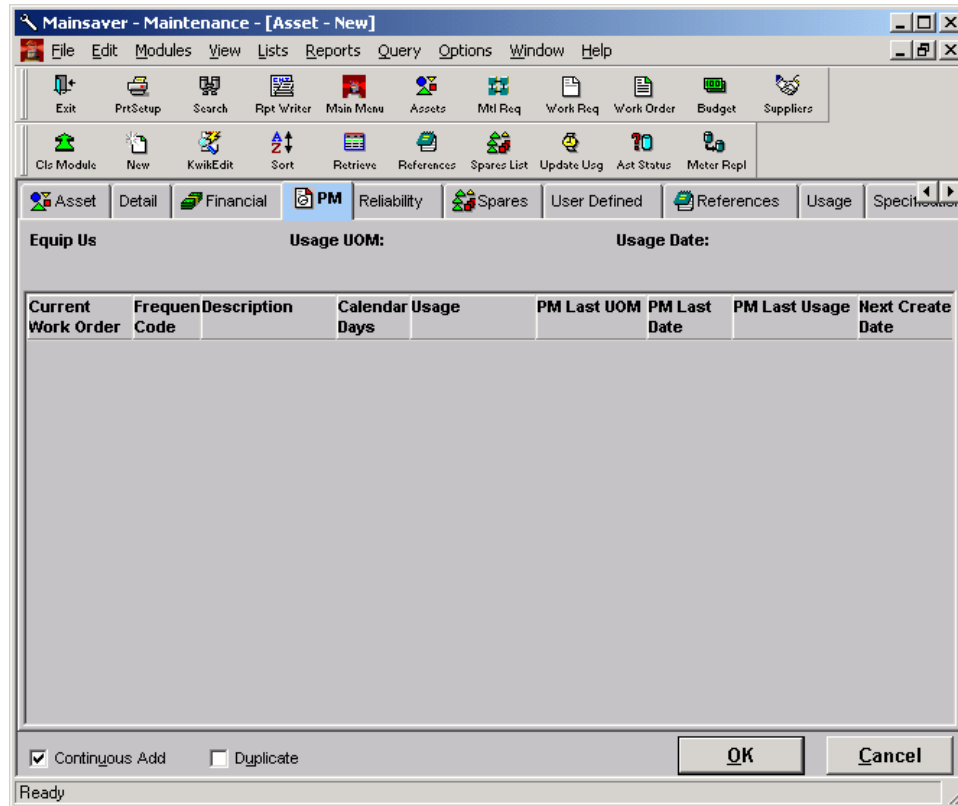 Mainsaver - Maintenance - [Asset - New]
File Edit Modules View Lists Reports Query Options Window Help
Exit PrtSetup Search Rpt Writer Main Menu Assets Mtl Req Work Req Work Order Budget Suppliers
Cls Module New KwikEdit Sort Retrieve References Spares List Update Usg Ast Status Meter Repl
Asset Detail Financial PM Reliability Spares User Defined References Usage
Equip Us Usage UOM: Usage Date:
Current Frequen Description Calendar Usage PM Last UOM PM Last PM Last Usage Next Create
Work Order Code Days Date Date
Continuous Add Duplicate OK Cancel
Ready